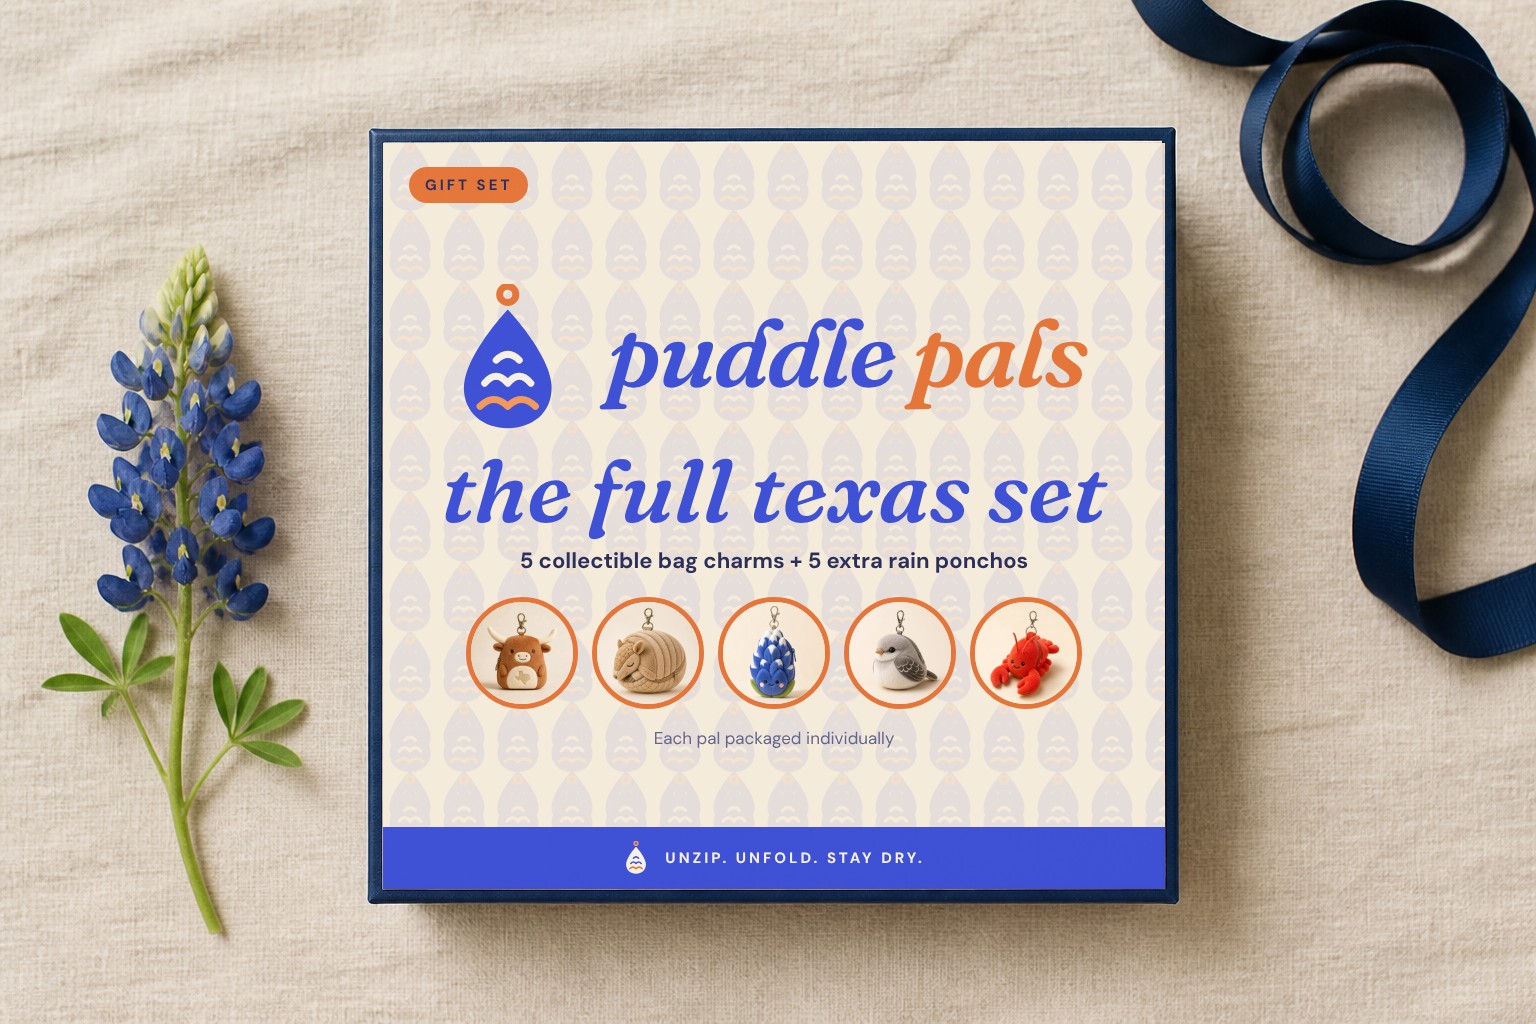 GIFT SET
puddle pals
the full texas set
5 collectible bag charms + 5 extra rain ponchos
Each pal packaged individually
UNZIP. UNFOLD. STAY DRY.